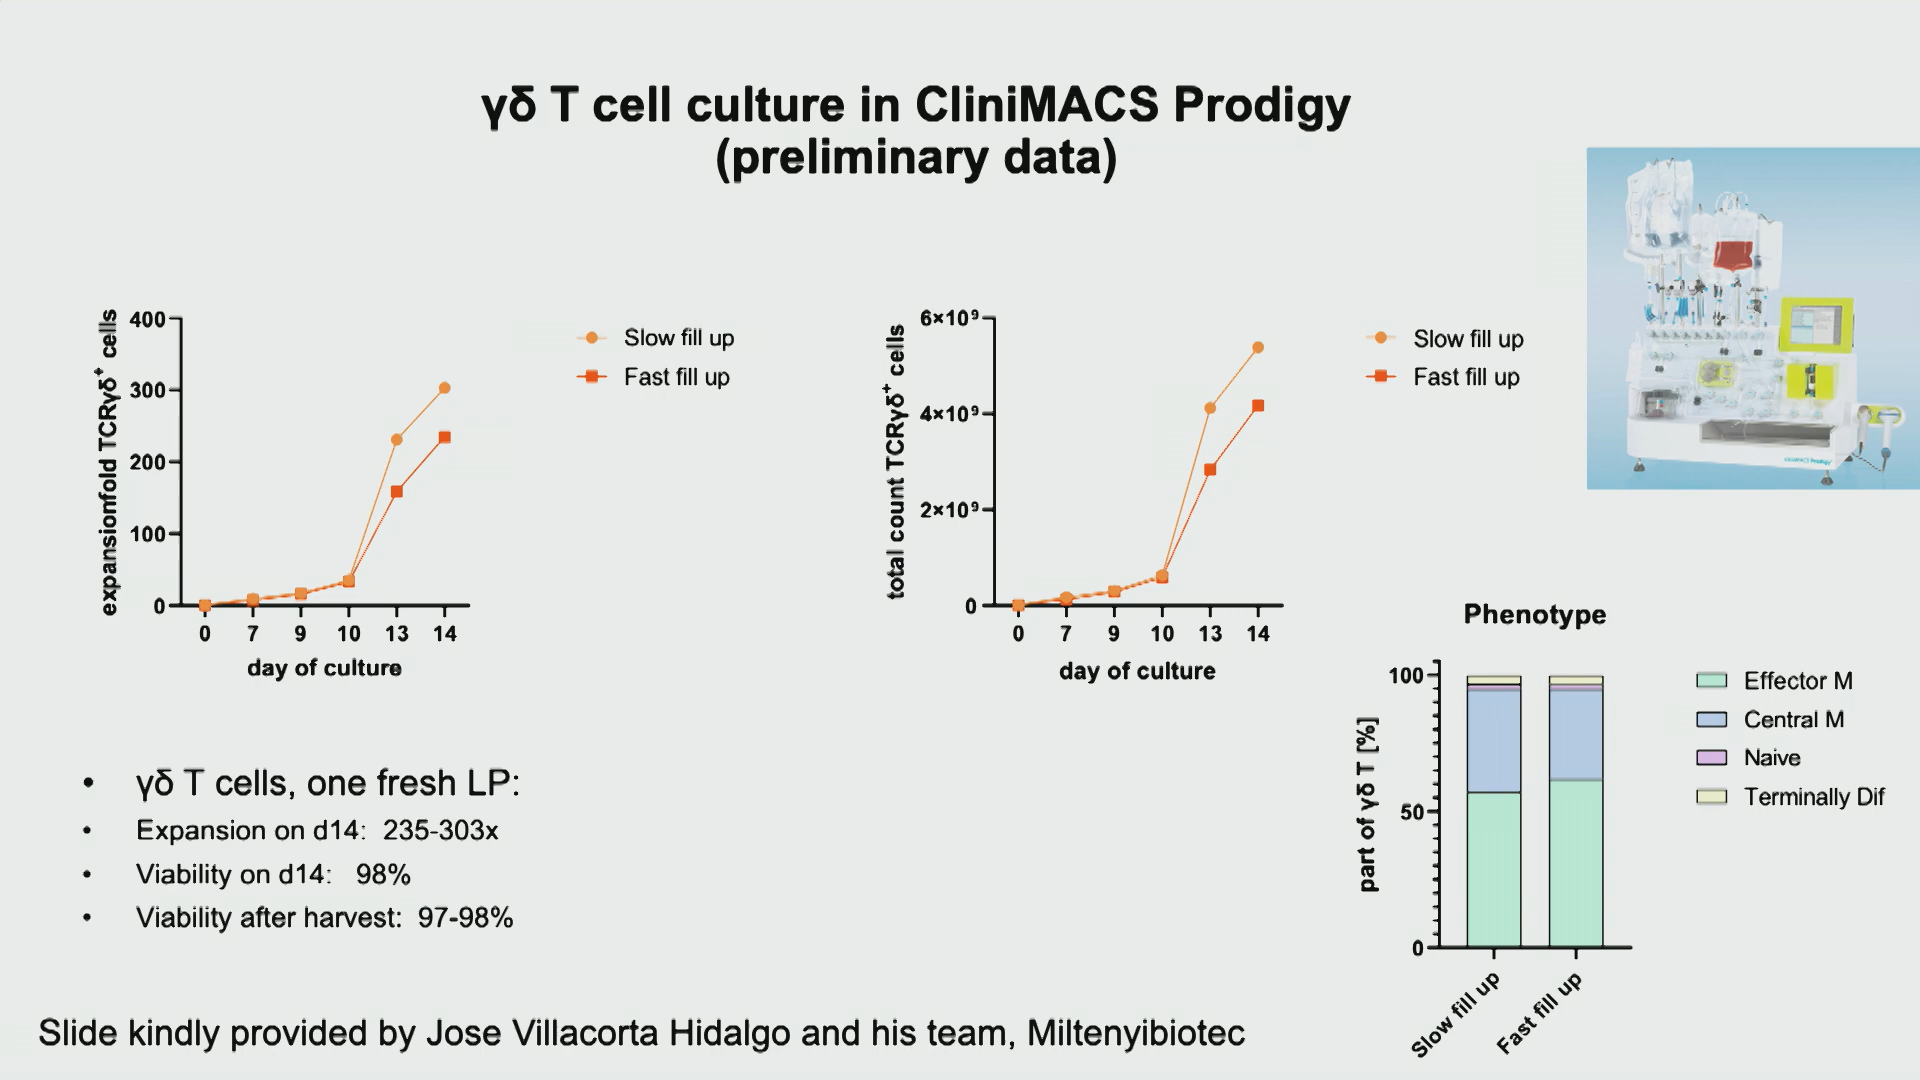 γδ T cell culture in CliniMACS Prodigy
(preliminary data)
expansionfold TCRγδ⁺ cells
400
300
200
100
0
0 7 9 10 13 14
day of culture
Slow fill up
Fast fill up
total count TCRγδ⁺ cells
6×10⁹
4×10⁹
2×10⁹
0
0 7 9 10 13 14
day of culture
Slow fill up
Fast fill up
CliniMACS Prodigy
Phenotype
part of γδ T [%]
100
50
0
Slow fill up
Fast fill up
Effector M
Central M
Naive
Terminally Dif
• γδ T cells, one fresh LP:
• Expansion on d14: 235-303x
• Viability on d14: 98%
• Viability after harvest: 97-98%
Slide kindly provided by Jose Villacorta Hidalgo and his team, Miltenyibiotec